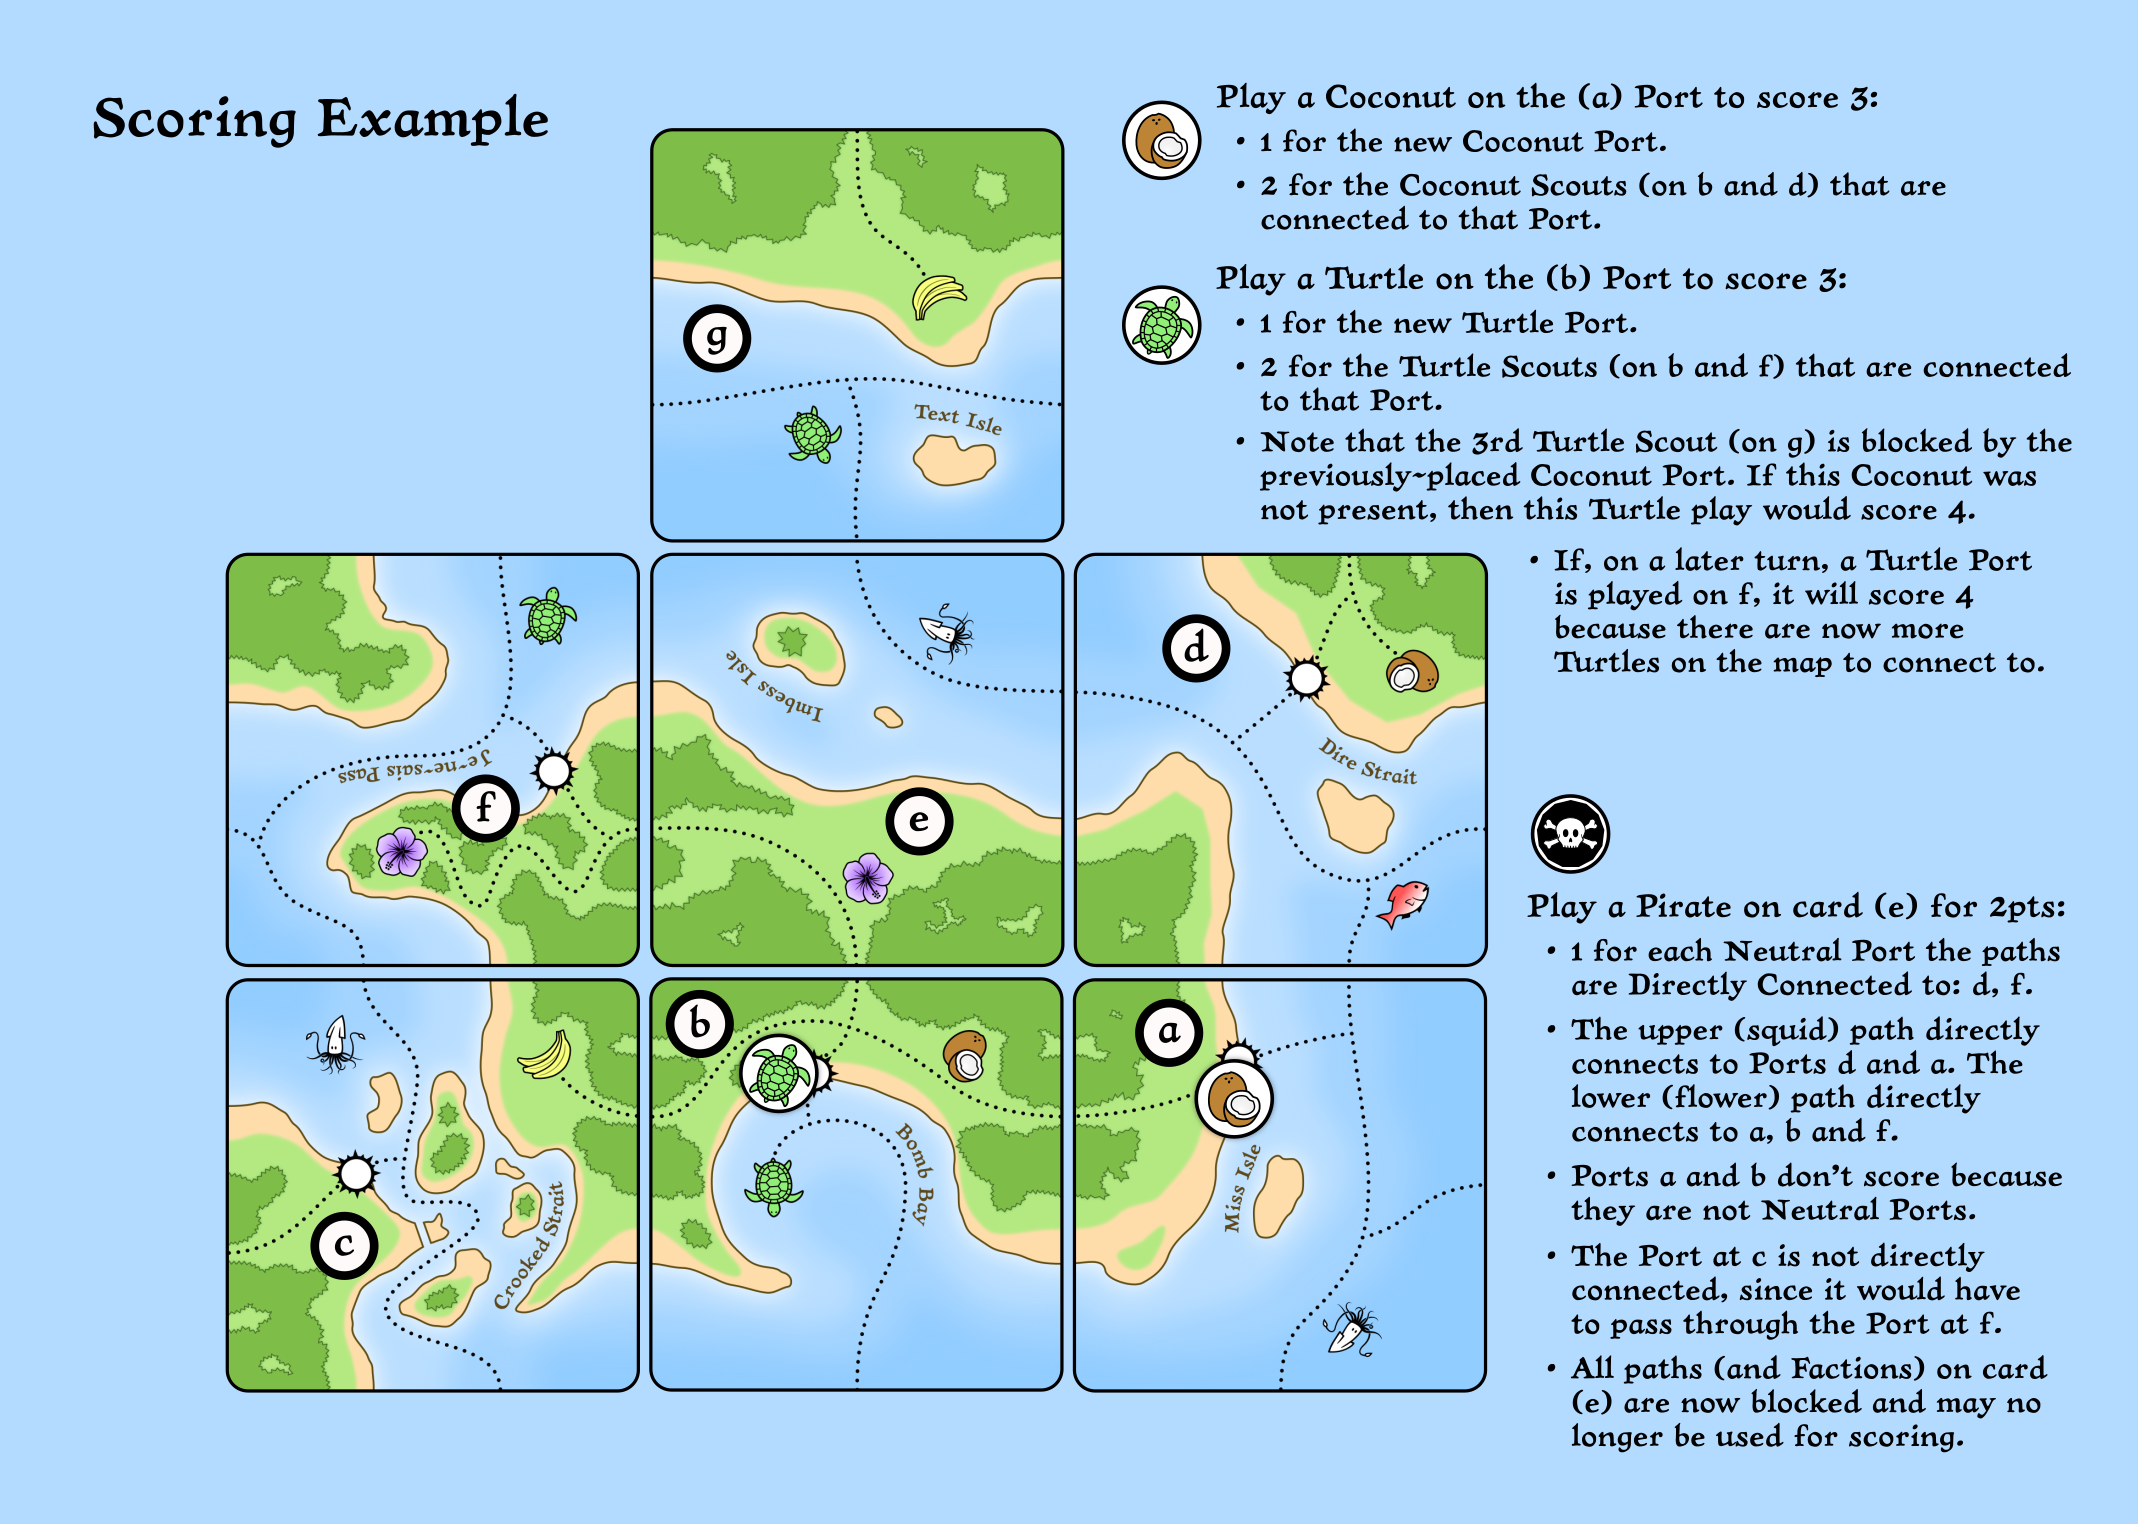 Scoring Example
Play a Coconut on the (a) Port to score 3:
• 1 for the new Coconut Port.
• 2 for the Coconut Scouts (on b and d) that are
connected to that Port.
Play a Turtle on the (b) Port to score 3:
• 1 for the new Turtle Port.
• 2 for the Turtle Scouts (on b and f) that are connected
to that Port.
• Note that the 3rd Turtle Scout (on g) is blocked by the
previously-placed Coconut Port. If this Coconut was
not present, then this Turtle play would score 4.
• If, on a later turn, a Turtle Port
is played on f, it will score 4
because there are now more
Turtles on the map to connect to.
Play a Pirate on card (e) for 2pts:
• 1 for each Neutral Port the paths
are Directly Connected to: d, f.
• The upper (squid) path directly
connects to Ports d and a. The
lower (flower) path directly
connects to a, b and f.
• Ports a and b don't score because
they are not Neutral Ports.
• The Port at c is not directly
connected, since it would have
to pass through the Port at f.
• All paths (and Factions) on card
(e) are now blocked and may no
longer be used for scoring.
g
Text Isle
Je-ne-sais Pass
f
Imbess Isle
e
d
Dire Strait
c
Crooked Strait
b
Bomb Bay
a
Miss Isle